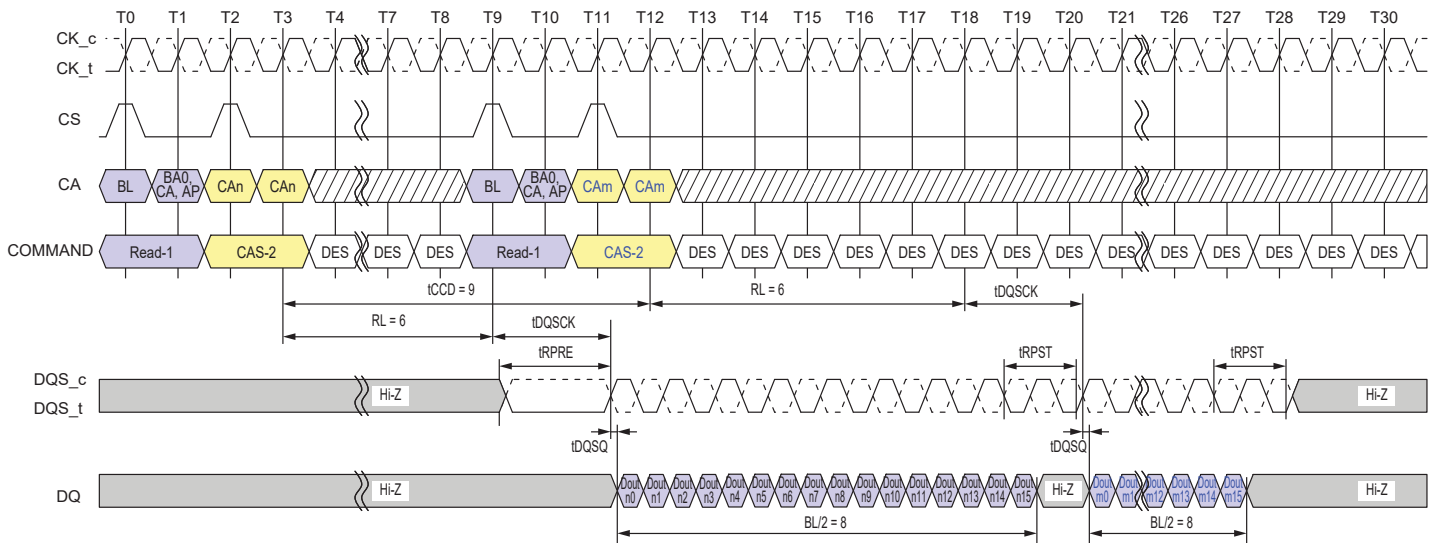 T0 T1 T2 T3 T4 T7 T8 T9 T10 T11 T12 T13 T14 T15 T16 T17 T18 T19 T20 T21 T26 T27 T28 T29 T30
CK_c
CK_t
CS
CA BL BA0, CA, AP CAn CAn BL BA0, CA, AP CAm CAm
COMMAND Read-1 CAS-2 DES DES DES Read-1 CAS-2 DES DES DES DES DES DES DES DES DES DES DES DES DES DES
tCCD = 9 RL = 6 tDQSCK
RL = 6 tDQSCK
tRPRE tRPST tRPST
DQS_c
DQS_t
Hi-Z Hi-Z
tDQSQ tDQSQ
DQ Hi-Z Dout n0 Dout n1 Dout n2 Dout n3 Dout n4 Dout n5 Dout n6 Dout n7 Dout n8 Dout n9 Dout n10 Dout n11 Dout n12 Dout n13 Dout n14 Dout n15 Hi-Z Dout m0 Dout m1 Dout m12 Dout m13 Dout m14 Dout m15 Hi-Z
BL/2 = 8 BL/2 = 8